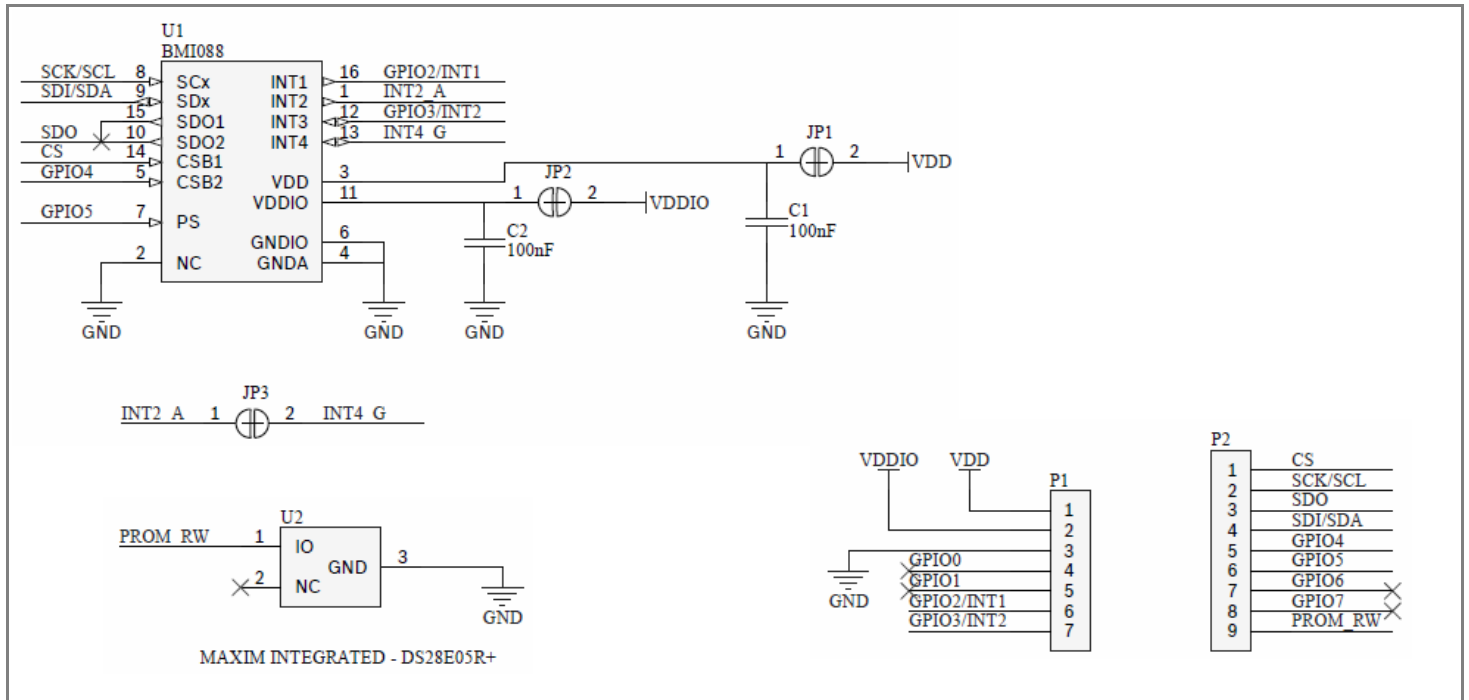 U1
BMI088
SCK/SCL 8 SCx INT1 16 GPIO2/INT1
SDI/SDA 9 SDx INT2 1 INT2_A
15 SDO1 INT3 12 GPIO3/INT2
SDO 10 SDO2 INT4 13 INT4_G
CS 14 CSB1
GPIO4 5 CSB2 VDD 3
VDDIO 11
GPIO5 7 PS
GNDIO 6
2 NC GNDA 4
JP1
1 2 VDD
JP2
1 2 VDDIO
C1
100nF
C2
100nF
GND
GND
GND
GND
JP3
INT2_A 1 2 INT4_G
U2
PROM_RW 1 IO
GND 3
2 NC
GND
MAXIM INTEGRATED - DS28E05R+
VDDIO VDD
P1
1
2
3
GND
GPIO0 4
GPIO1 5
GPIO2/INT1 6
GPIO3/INT2 7
P2
1 CS
2 SCK/SCL
3 SDO
4 SDI/SDA
5 GPIO4
6 GPIO5
7 GPIO6
8 GPIO7
9 PROM_RW